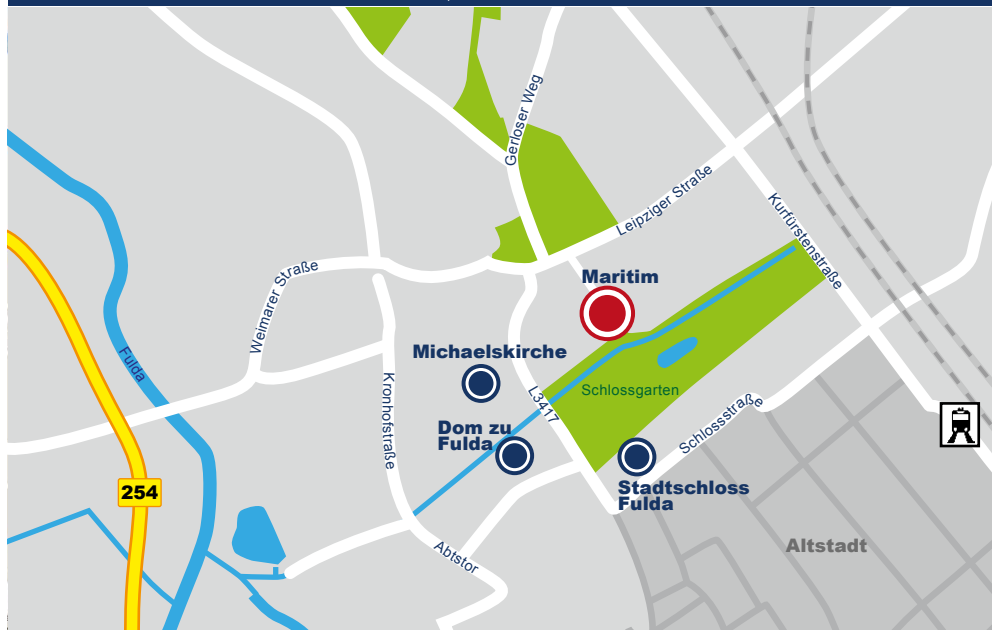 Gerloser Weg
Leipziger Straße
Kurfürstenstraße
Weimarer Straße
Maritim
Fulda
Michaelskirche
Kronhofstraße
L3417
Schlossgarten
Schlossstraße
Dom zu
Fulda
Stadtschloss
Fulda
254
Abtstor
Altstadt